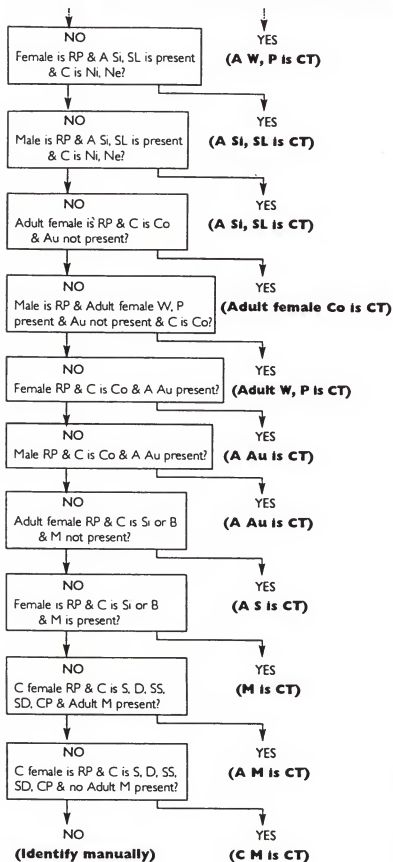 NO
Female is RP & A Si, SL is present
& C is Ni, Ne?
YES
(A W, P is CT)
NO
Male is RP & A Si, SL is present
& C is Ni, Ne?
YES
(A Si, SL is CT)
NO
Adult female is RP & C is Co
& Au not present?
YES
(A Si, SL is CT)
NO
Male is RP & Adult female W, P
present & Au not present & C is Co?
YES
(Adult female Co is CT)
NO
Female RP & C is Co & A Au present?
YES
(Adult W, P is CT)
NO
Male RP & C is Co & A Au present?
YES
(A Au is CT)
NO
Adult female RP & C is Si or B
& M not present?
YES
(A Au is CT)
NO
Female is RP & C is Si or B
& M is present?
YES
(A S is CT)
NO
C female RP & C is S, D, SS,
SD, CP & Adult M present?
YES
(M is CT)
NO
C female is RP & C is S, D, SS,
SD, CP & no Adult M present?
YES
(A M is CT)
NO
(Identify manually)
YES
(C M is CT)